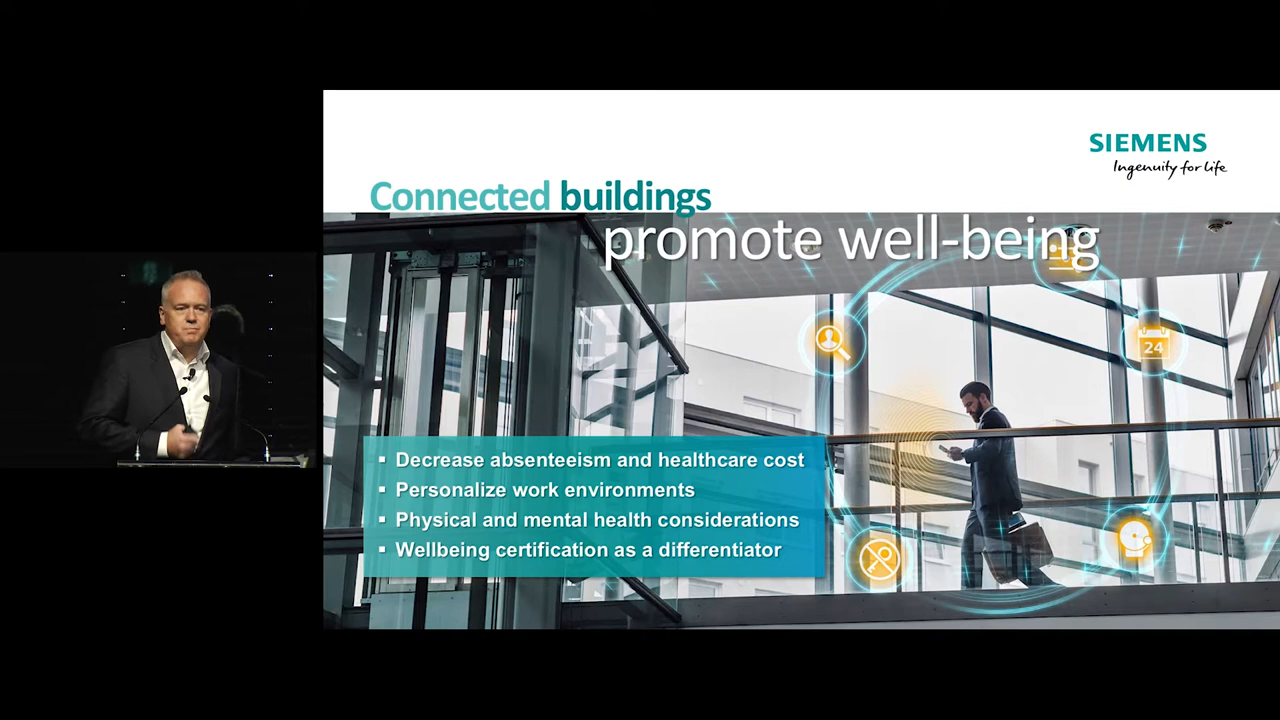 SIEMENS
Ingenuity for life
Connected buildings
promote well-being
24
▪ Decrease absenteeism and healthcare cost
▪ Personalize work environments
▪ Physical and mental health considerations
▪ Wellbeing certification as a differentiator